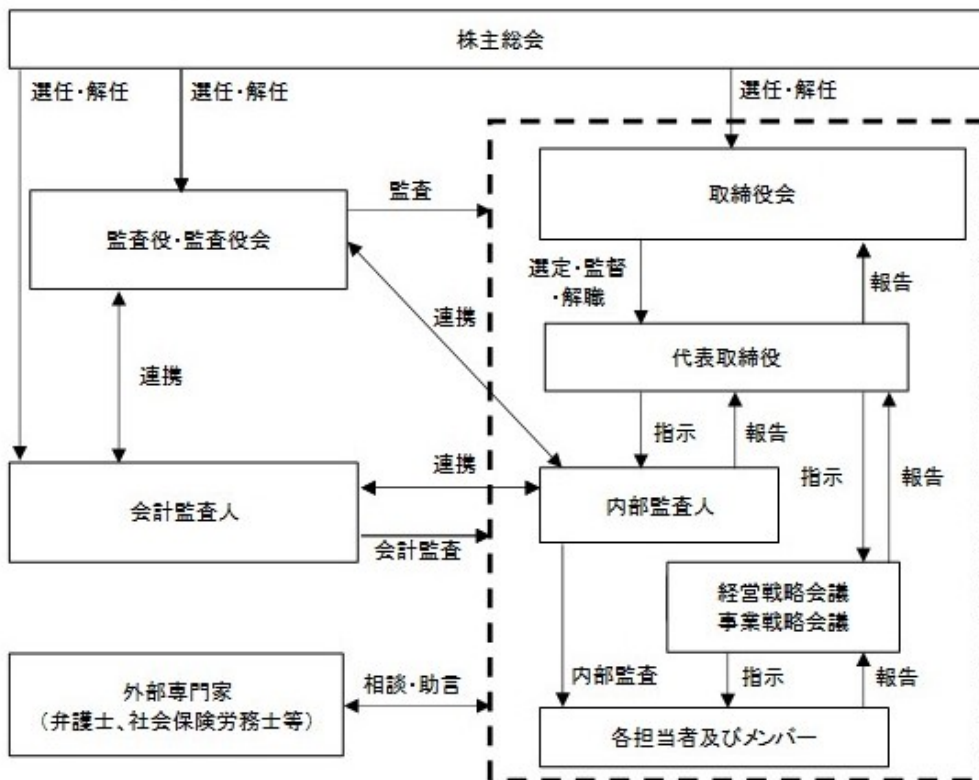 株主総会
選任・解任
選任・解任
選任・解任
取締役会
監査
監査役・監査役会
選定・監督
・解職
報告
連携
代表取締役
連携
指示
報告
指示
報告
連携
会計監査人
内部監査人
会計監査
経営戦略会議
事業戦略会議
外部専門家
(弁護士、社会保険労務士等)
相談・助言
内部監査
指示
報告
各担当者及びメンバー